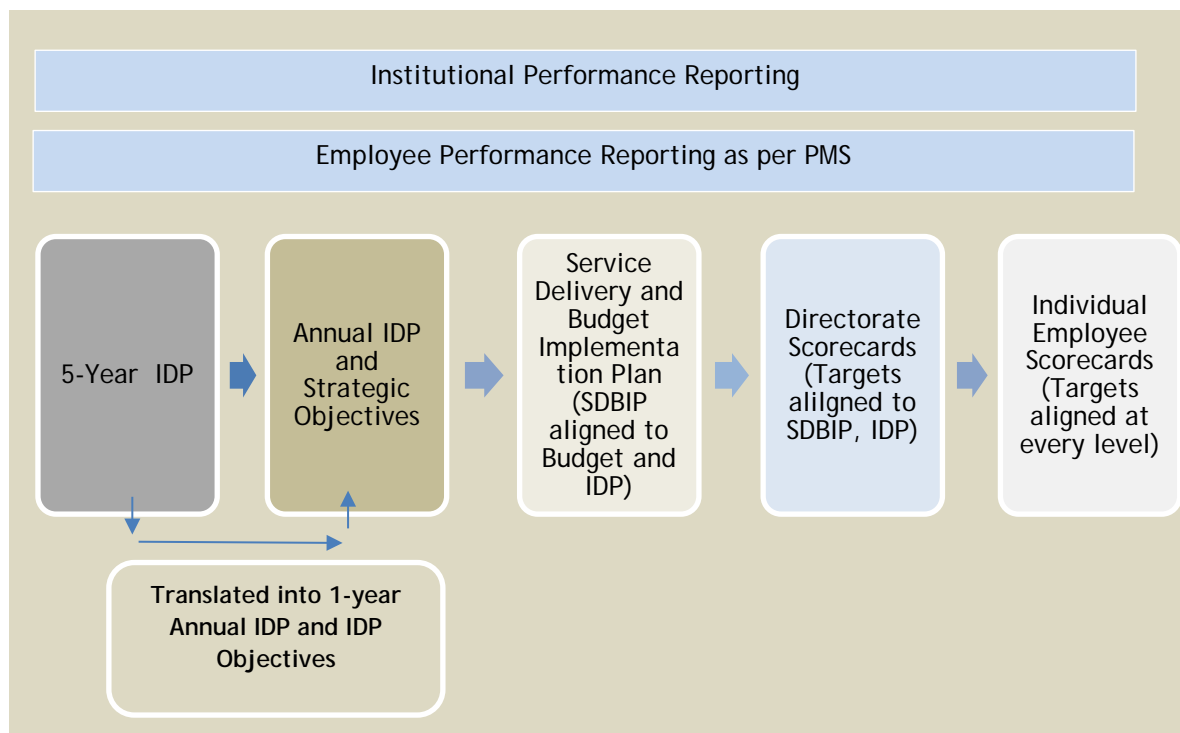 Institutional Performance Reporting
Employee Performance Reporting as per PMS
5-Year IDP
Annual IDP
and
Strategic
Objectives
Service
Delivery and
Budget
Implementa
tion Plan
(SDBIP
aligned to
Budget and
IDP)
Directorate
Scorecards
(Targets
alilgned to
SDBIP, IDP)
Individual
Employee
Scorecards
(Targets
aligned at
every level)
Translated into 1-year
Annual IDP and IDP
Objectives